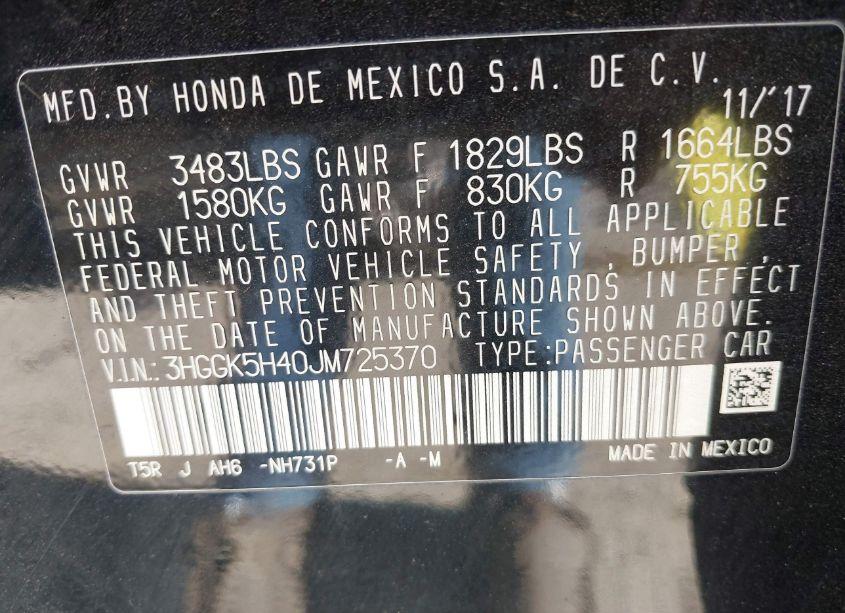 MFD.BY HONDA DE MEXICO S.A. DE C.V.
11/'17
GVWR 3483LBS GAWR F 1829LBS R 1664LBS
GVWR 1580KG GAWR F 830KG R 755KG
THIS VEHICLE CONFORMS TO ALL APPLICABLE
FEDERAL MOTOR VEHICLE SAFETY, BUMPER,
AND THEFT PREVENTION STANDARDS IN EFFECT
ON THE DATE OF MANUFACTURE SHOWN ABOVE.
V.I.N.: 3HGGK5H40JM725370 TYPE:PASSENGER CAR
T5R J AH6 -NH731P -A -M MADE IN MEXICO